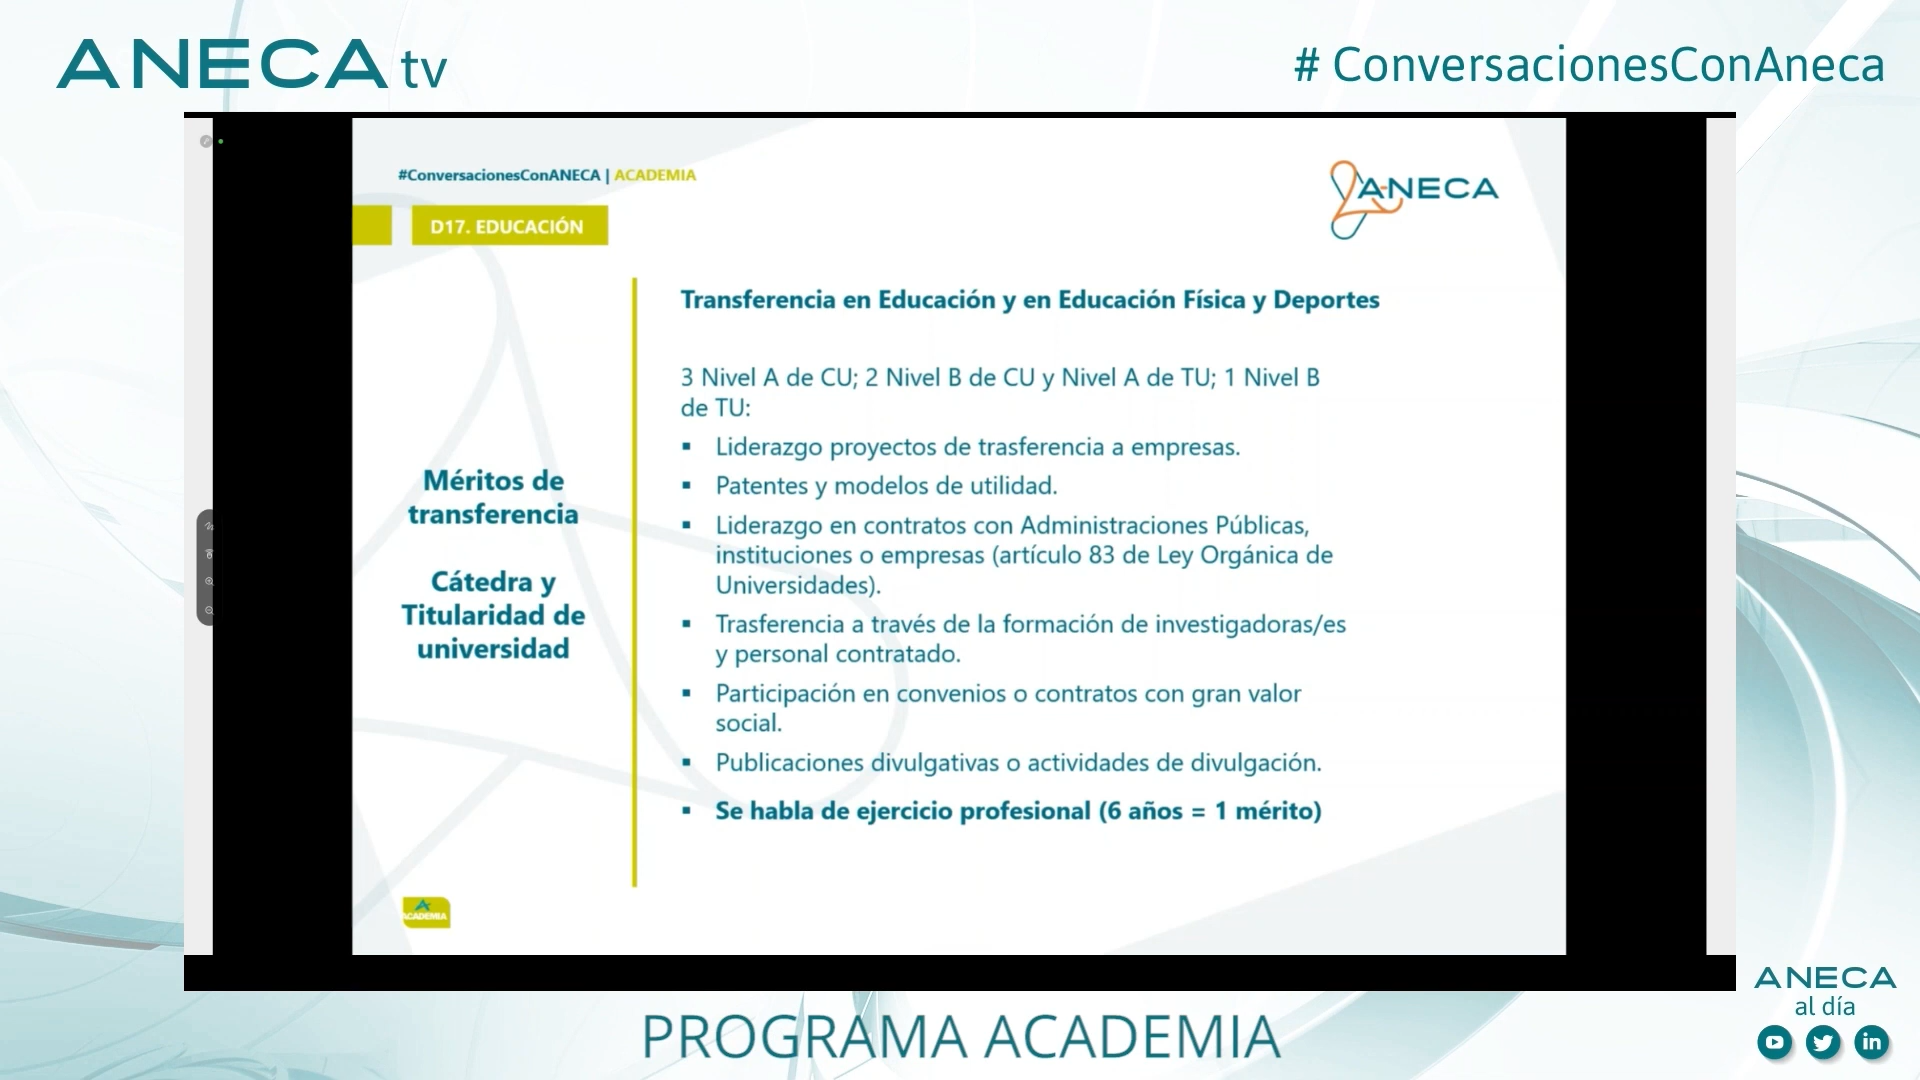 ANECA tv
# ConversacionesConAneca
#ConversacionesConANECA | ACADEMIA
ANECA
D17. EDUCACIÓN
Méritos de
transferencia
Cátedra y
Titularidad de
universidad
Transferencia en Educación y en Educación Física y Deportes
3 Nivel A de CU; 2 Nivel B de CU y Nivel A de TU; 1 Nivel B
de TU:
▪ Liderazgo proyectos de trasferencia a empresas.
▪ Patentes y modelos de utilidad.
▪ Liderazgo en contratos con Administraciones Públicas,
instituciones o empresas (artículo 83 de Ley Orgánica de
Universidades).
▪ Trasferencia a través de la formación de investigadoras/es
y personal contratado.
▪ Participación en convenios o contratos con gran valor
social.
▪ Publicaciones divulgativas o actividades de divulgación.
▪ Se habla de ejercicio profesional (6 años = 1 mérito)
ACADEMIA
PROGRAMA ACADEMIA
ANECA
al día
in